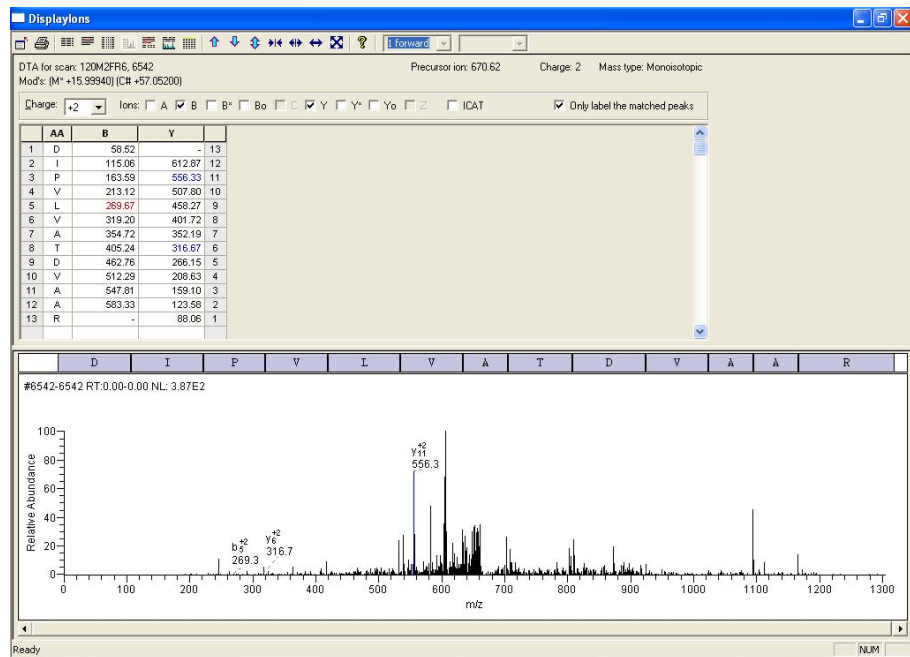 DisplayIons
1 forward
DTA for scan: 120M2FR6, 6542 Precursor ion: 670.62 Charge: 2 Mass type: Monoisotopic
Mod's: (M* +15.99940) (C# +57.05200)
Charge: +2 Ions: A B B* Bo C Y Y* Yo Z ICAT Only label the matched peaks
AA B Y
1 D 58.52 - 13
2 I 115.06 612.87 12
3 P 163.59 556.33 11
4 V 213.12 507.80 10
5 L 269.67 458.27 9
6 V 319.20 401.72 8
7 A 354.72 352.19 7
8 T 405.24 316.67 6
9 D 462.76 266.15 5
10 V 512.29 208.63 4
11 A 547.81 159.10 3
12 A 583.33 123.58 2
13 R - 88.06 1
D I P V L V A T D V A A R
#6542-6542 RT:0.00-0.00 NL: 3.87E2
Relative Abundance
100
80
60
40
20
0
y11+2
556.3
b5+2
269.3
y6+2
316.7
0 100 200 300 400 500 600 700 800 900 1000 1100 1200 1300
m/z
Ready NUM